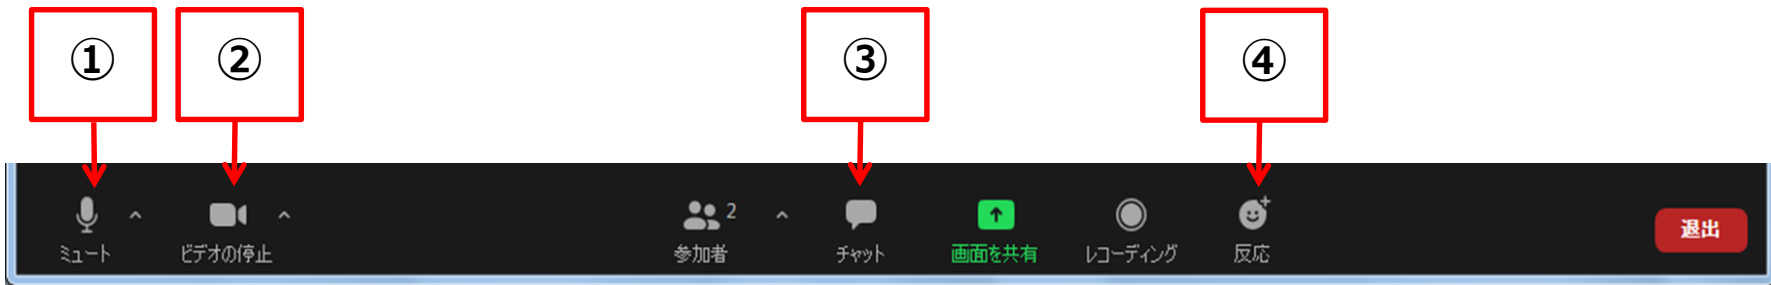 ① ② ③ ④
2
ミュート ビデオの停止 参加者 チャット 画面を共有 レコーディング 反応 退出